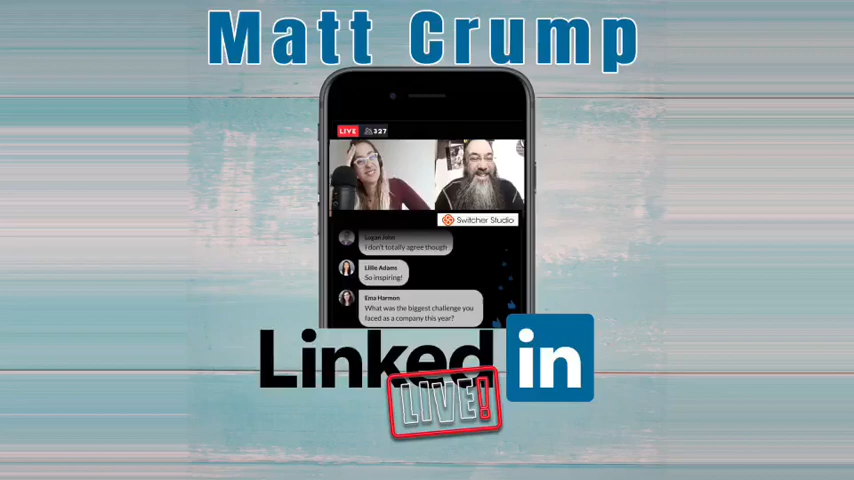 Matt Crump
LIVE 327
Switcher Studio
Logan John
I don't totally agree though
Lillie Adams
So inspiring!
Ema Harmon
What was the biggest challenge you
faced as a company this year?
Linked in
LIVE!